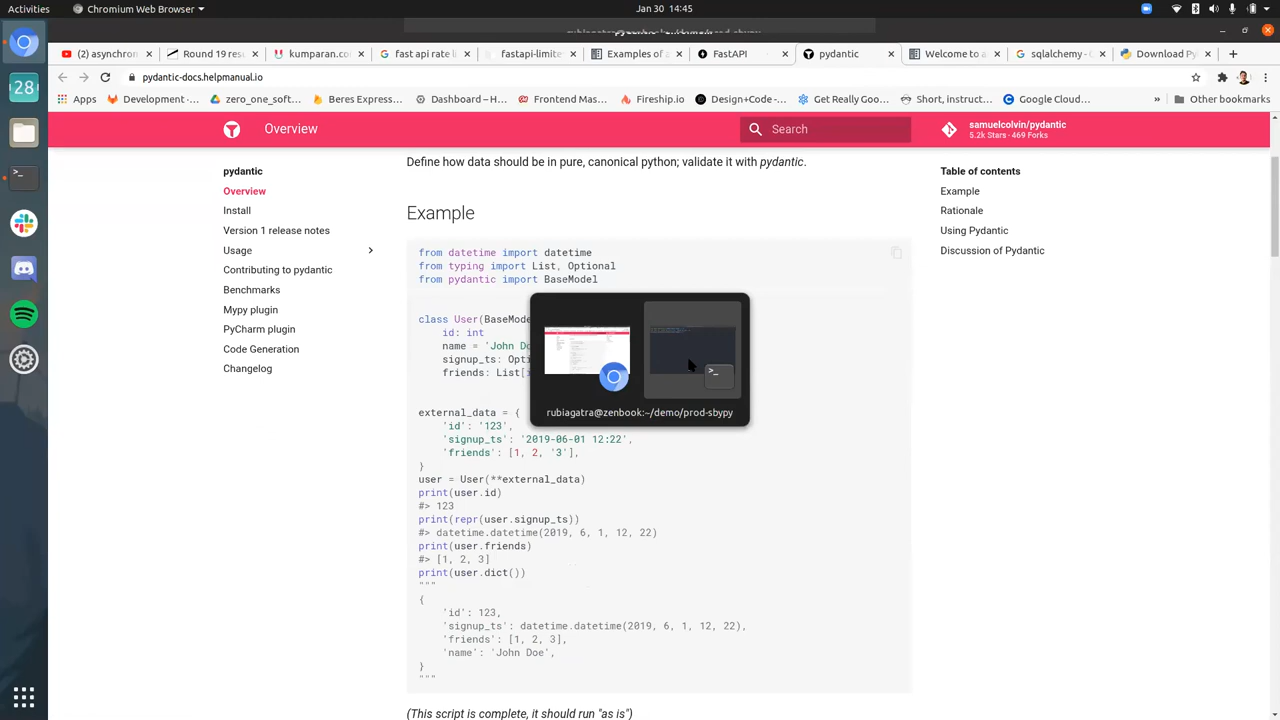 Activities
Chromium Web Browser
Jan 30 14:45
(2) asynchron
Round 19 res
kumparan.co
fast api rate li
fastapi-limite
Examples of a
FastAPI
pydantic
Welcome to a
sqlalchemy - G
Download Py
pydantic-docs.helpmanual.io
Apps
Development -...
zero_one_soft...
Beres Express...
Dashboard – H...
Frontend Mas...
Fireship.io
Design+Code -...
Get Really Goo...
Short, instruct...
Google Cloud...
»
Other bookmarks
28
Overview
Search
samuelcolvin/pydantic
5.2k Stars · 469 Forks
pydantic
Overview
Install
Version 1 release notes
Usage
Contributing to pydantic
Benchmarks
Mypy plugin
PyCharm plugin
Code Generation
Changelog
Define how data should be in pure, canonical python; validate it with pydantic.
Example
from datetime import datetime
from typing import List, Optional
from pydantic import BaseModel
class User(BaseMode
id: int
name = 'John Do
signup_ts: Opti
friends: List[i
external_data = {
'id': '123',
'signup_ts': '2019-06-01 12:22',
'friends': [1, 2, '3'],
}
user = User(**external_data)
print(user.id)
#> 123
print(repr(user.signup_ts))
#> datetime.datetime(2019, 6, 1, 12, 22)
print(user.friends)
#> [1, 2, 3]
print(user.dict())
"""
{
'id': 123,
'signup_ts': datetime.datetime(2019, 6, 1, 12, 22),
'friends': [1, 2, 3],
'name': 'John Doe',
}
"""
(This script is complete, it should run "as is")
>_
rubiagatra@zenbook:~/demo/prod-sbypy
Table of contents
Example
Rationale
Using Pydantic
Discussion of Pydantic